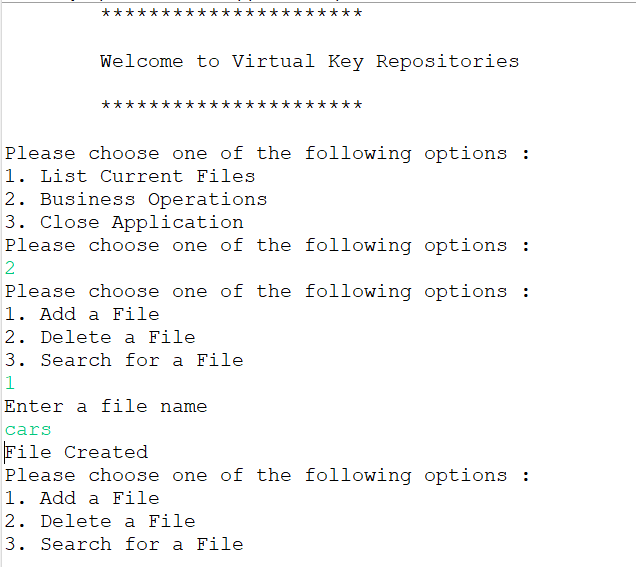 **********************
Welcome to Virtual Key Repositories
**********************
Please choose one of the following options :
1. List Current Files
2. Business Operations
3. Close Application
Please choose one of the following options :
2
Please choose one of the following options :
1. Add a File
2. Delete a File
3. Search for a File
1
Enter a file name
cars
File Created
Please choose one of the following options :
1. Add a File
2. Delete a File
3. Search for a File